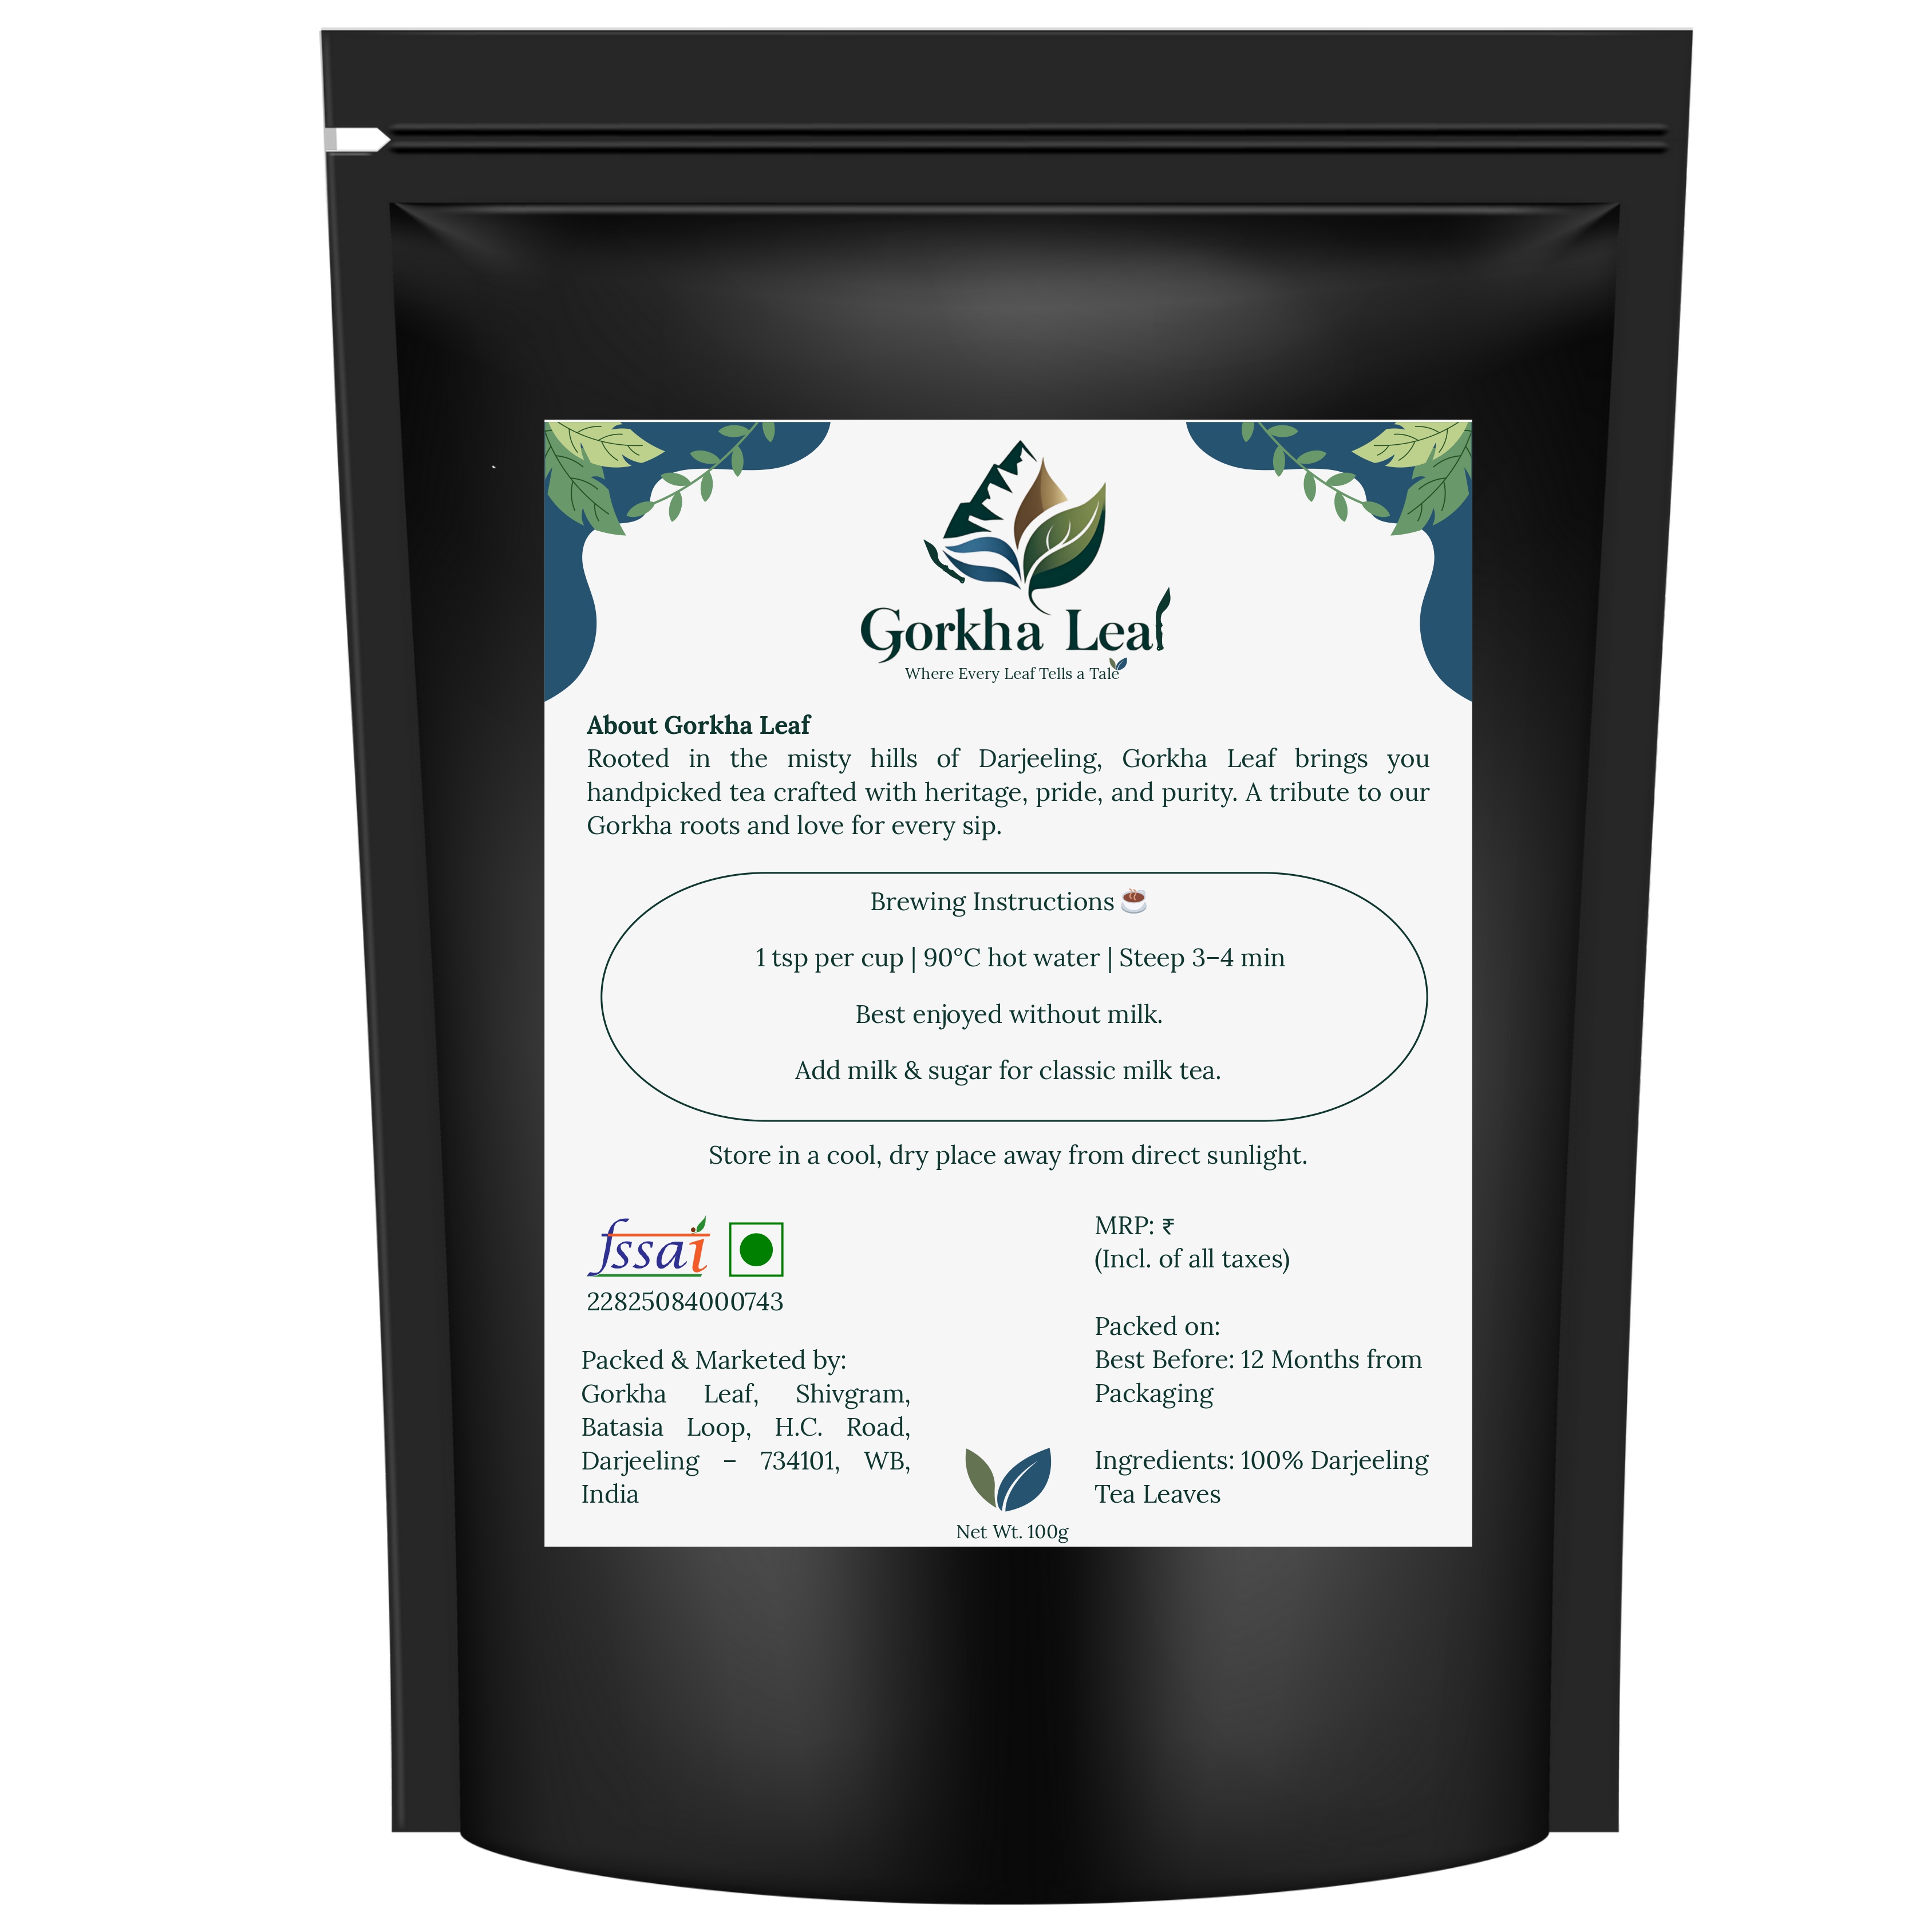 Gorkha Leaf
Where Every Leaf Tells a Tale
About Gorkha Leaf
Rooted in the misty hills of Darjeeling, Gorkha Leaf brings you
handpicked tea crafted with heritage, pride, and purity. A tribute to our
Gorkha roots and love for every sip.
Brewing Instructions ☕
1 tsp per cup | 90°C hot water | Steep 3–4 min
Best enjoyed without milk.
Add milk & sugar for classic milk tea.
Store in a cool, dry place away from direct sunlight.
fssai
22825084000743
Packed & Marketed by:
Gorkha Leaf, Shivgram,
Batasia Loop, H.C. Road,
Darjeeling – 734101, WB,
India
MRP: ₹
(Incl. of all taxes)
Packed on:
Best Before: 12 Months from
Packaging
Ingredients: 100% Darjeeling
Tea Leaves
Net Wt. 100g